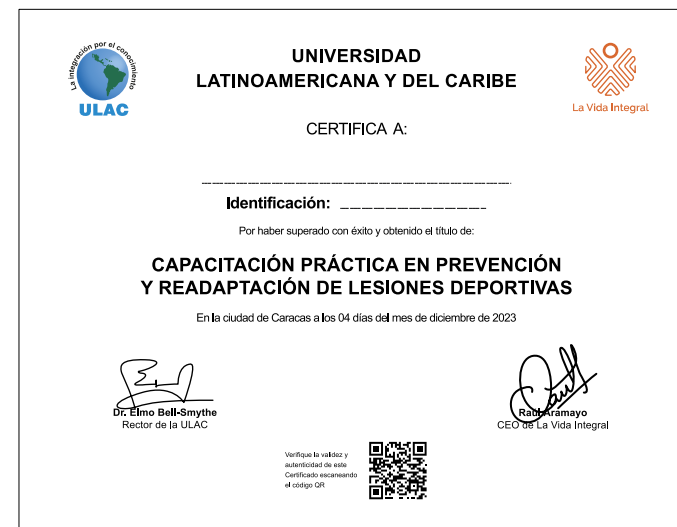 La integración por el conocimiento
ULAC
UNIVERSIDAD
LATINOAMERICANA Y DEL CARIBE
La Vida Integral
CERTIFICA A:
Identificación:
Por haber superado con éxito y obtenido el título de:
CAPACITACIÓN PRÁCTICA EN PREVENCIÓN
Y READAPTACIÓN DE LESIONES DEPORTIVAS
En la ciudad de Caracas a los 04 días del mes de diciembre de 2023
Dr. Elmo Bell-Smythe
Rector de la ULAC
Raúl Aramayo
CEO de La Vida Integral
Verifique la validez y
autenticidad de este
Certificado escaneando
el código QR